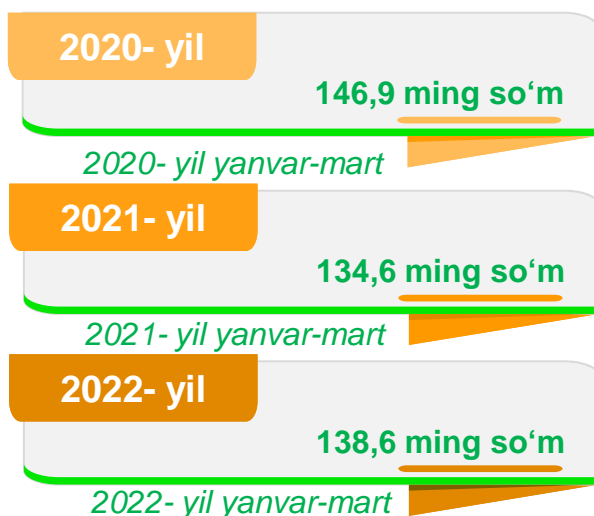 2020- yil
146,9 ming so‘m
2020- yil yanvar-mart
2021- yil
134,6 ming so‘m
2021- yil yanvar-mart
2022- yil
138,6 ming so‘m
2022- yil yanvar-mart